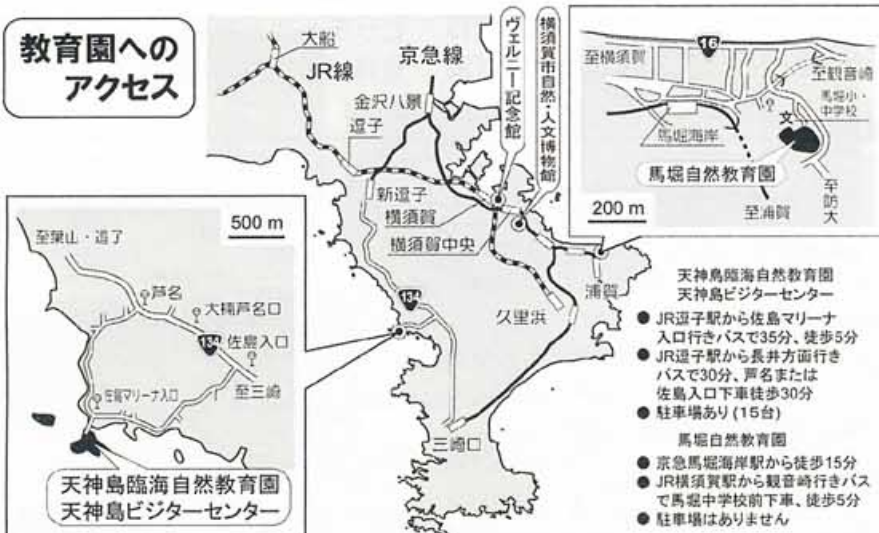 教育園への
アクセス
大船
JR線
京急線
金沢八景
逗子
新逗子
横須賀
横須賀中央
ヴェルニー記念館
横須賀市自然・人文博物館
134
久里浜
浦賀
三崎口
16
至横須賀
至観音崎
馬堀小・
中学校
文
馬堀海岸
馬堀自然教育園
200 m
至浦賀
至防大
500 m
至葉山・逗子
芦名
大楠芦名口
134
佐島入口
至三崎
佐島マリーナ入口
天神島臨海自然教育園
天神島ビジターセンター
天神島臨海自然教育園
天神島ビジターセンター
● JR逗子駅から佐島マリーナ
入口行きバスで35分、徒歩5分
● JR逗子駅から長井方面行き
バスで30分、芦名または
佐島入口下車徒歩30分
● 駐車場あり (15台)
馬堀自然教育園
● 京急馬堀海岸駅から徒歩15分
● JR横須賀駅から観音崎行きバス
で馬堀中学校前下車、徒歩5分
● 駐車場はありません